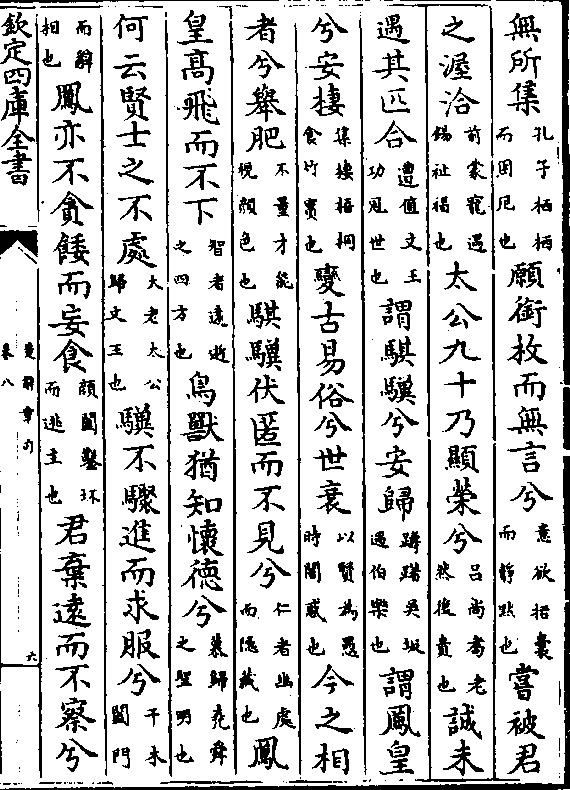 無所集孔子棲棲而困厄也願銜枚而無言兮意欲括囊而靜默也嘗被君
之渥洽前蒙寵遇錫祉福也太公九十乃顯榮兮呂尚耆老然後貴也誠未
遇其匹合遭值文王功冠世也謂騏驥兮安歸蹲踖吳坂遇伯樂也謂鳳皇
兮安棲集棲梧桐食竹實也變古易俗兮世衰以賢為愚時闇惑也今之相
者兮舉肥不量才能視顔色也騏驥伏匿而不見兮仁者幽處而隱藏也鳳
皇高飛而不下智者遠逝之四方也鳥獸猶知懷德兮慕歸堯舜之聖明也
何云賢士之不處大老太公歸文王也驥不驟進而求服兮干木闔門
而辭相也鳳亦不貪餧而妄食顔闔鑿坏而逃主也君棄遠而不察兮
欽定四庫全書
楚辭章句
卷八
六